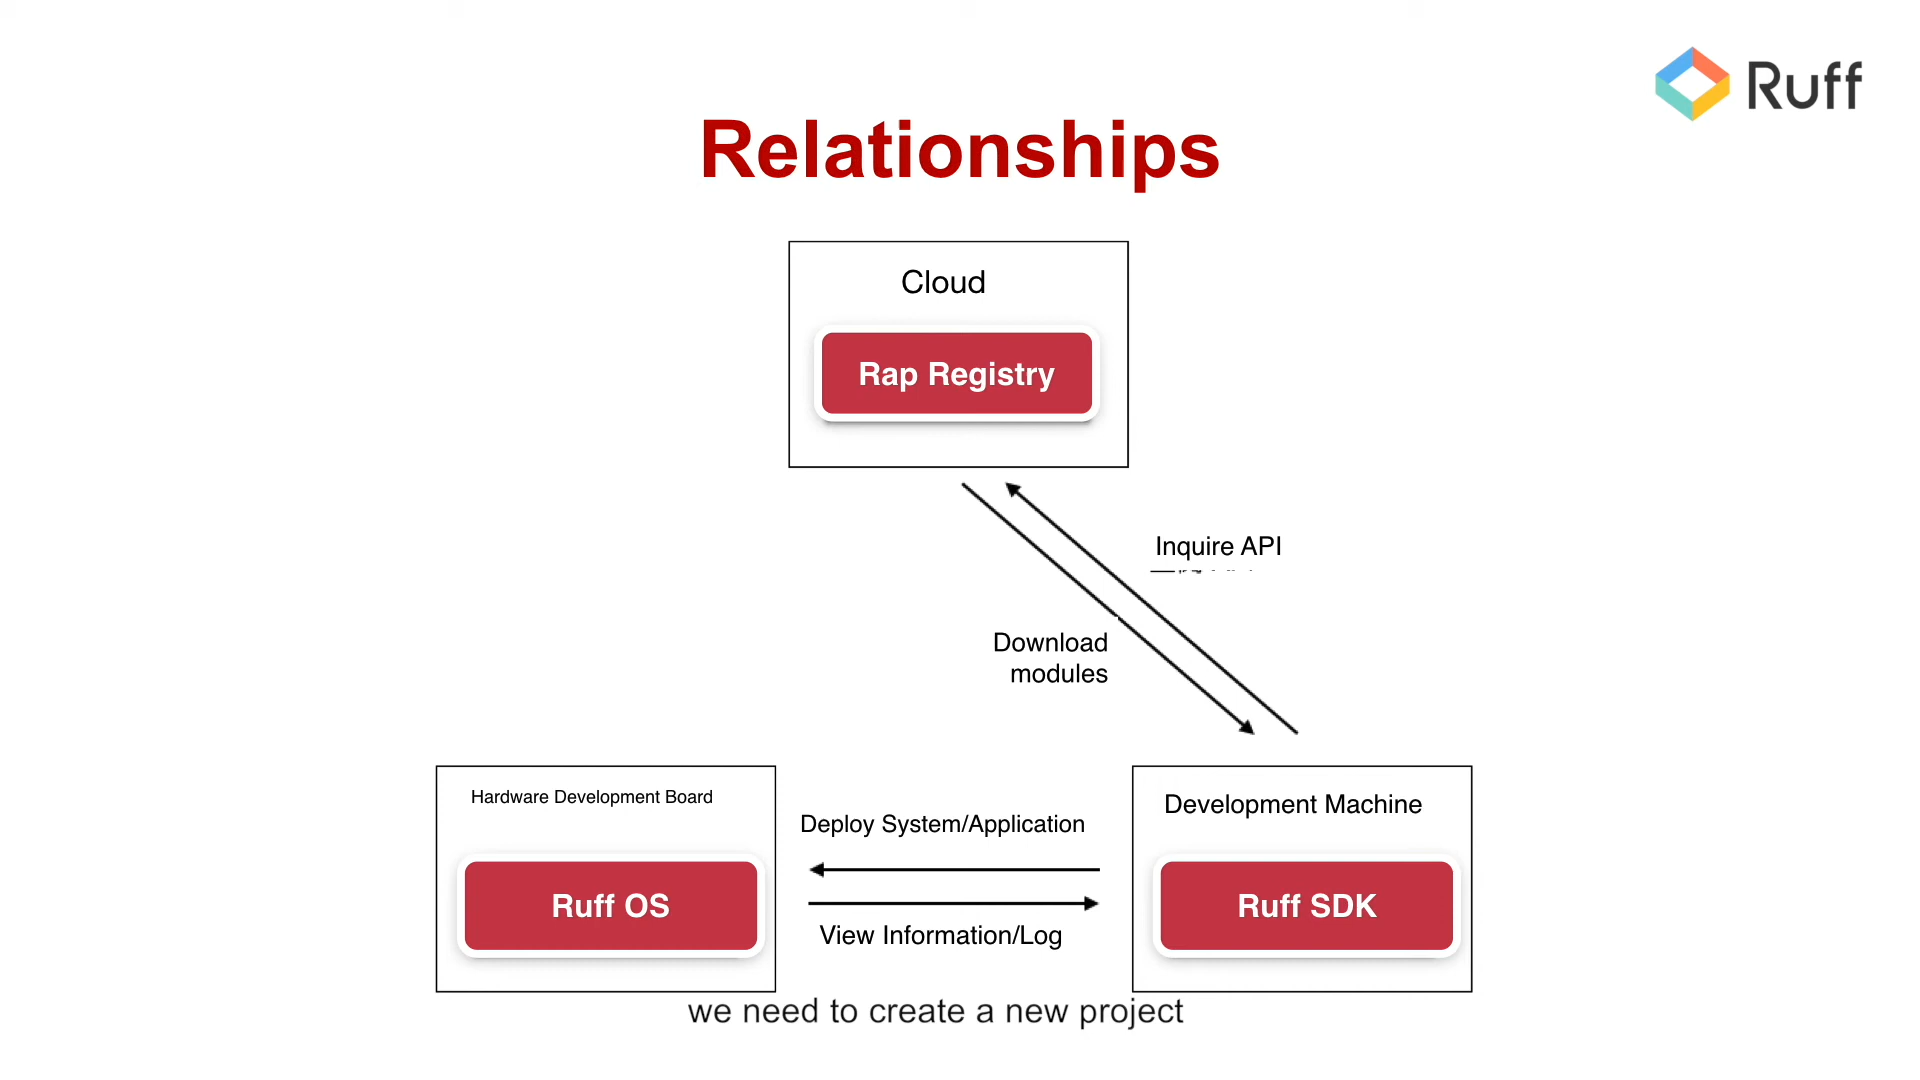 Ruff
Relationships
Cloud
Rap Registry
Inquire API
Download
modules
Hardware Development Board
Ruff OS
Deploy System/Application
View Information/Log
Development Machine
Ruff SDK
we need to create a new project